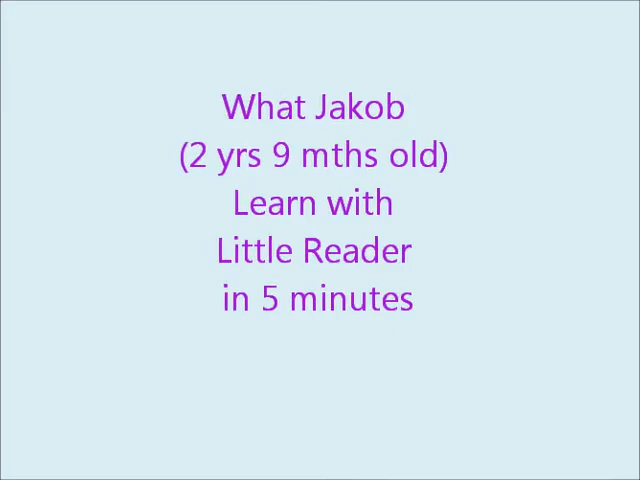 What Jakob
(2 yrs 9 mths old)
Learn with
Little Reader
in 5 minutes